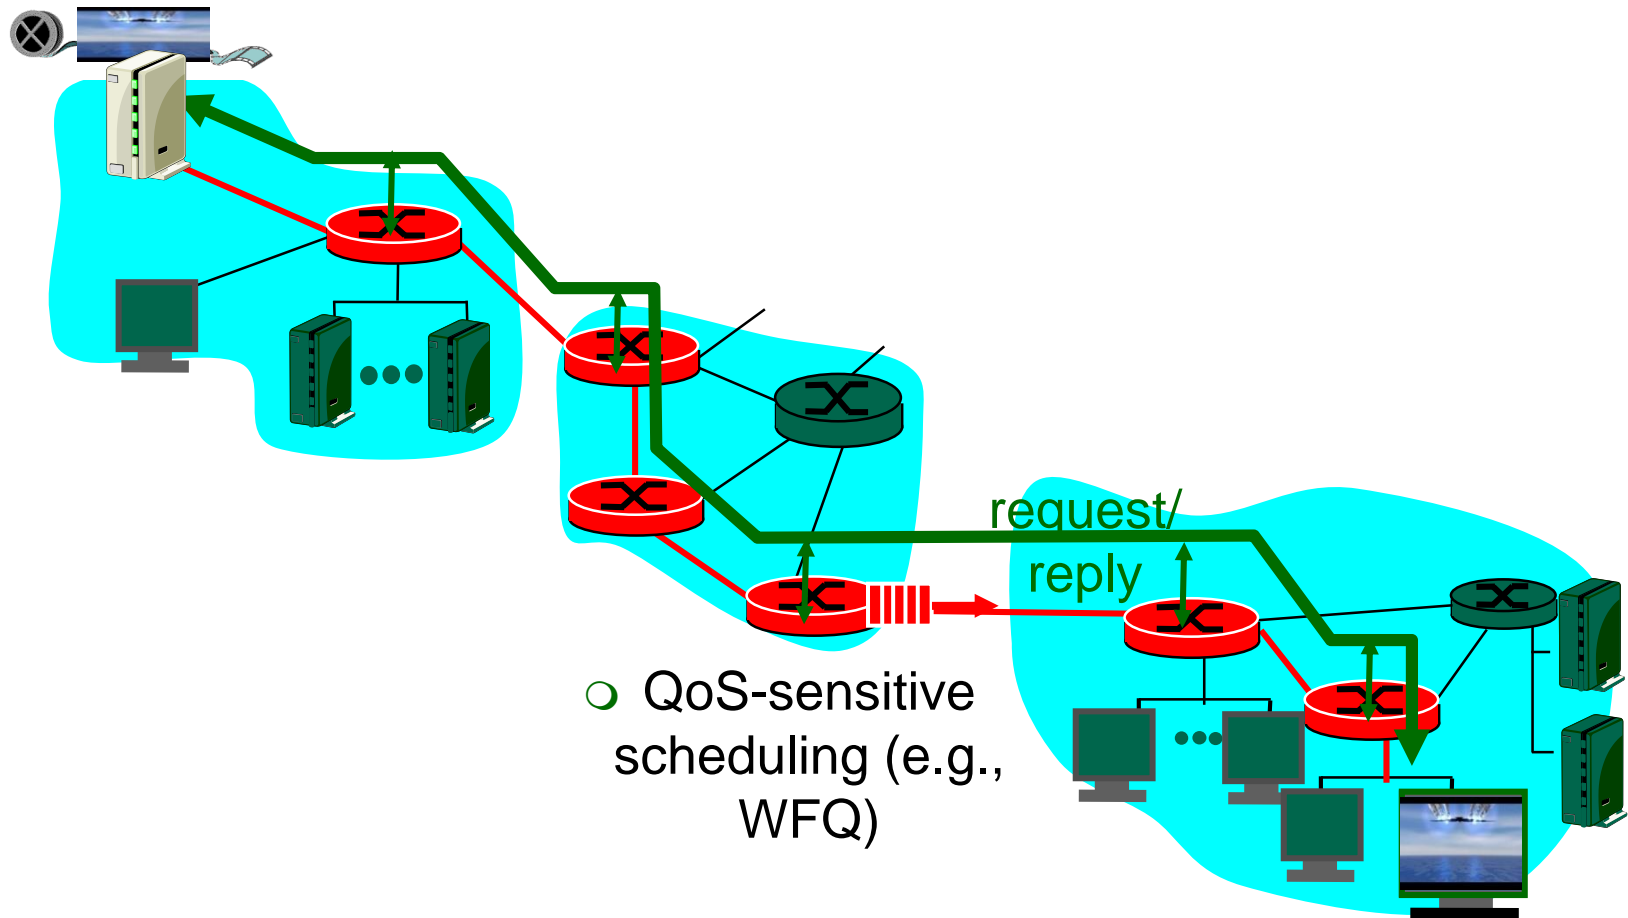 request/
reply
QoS-sensitive
scheduling (e.g.,
WFQ)